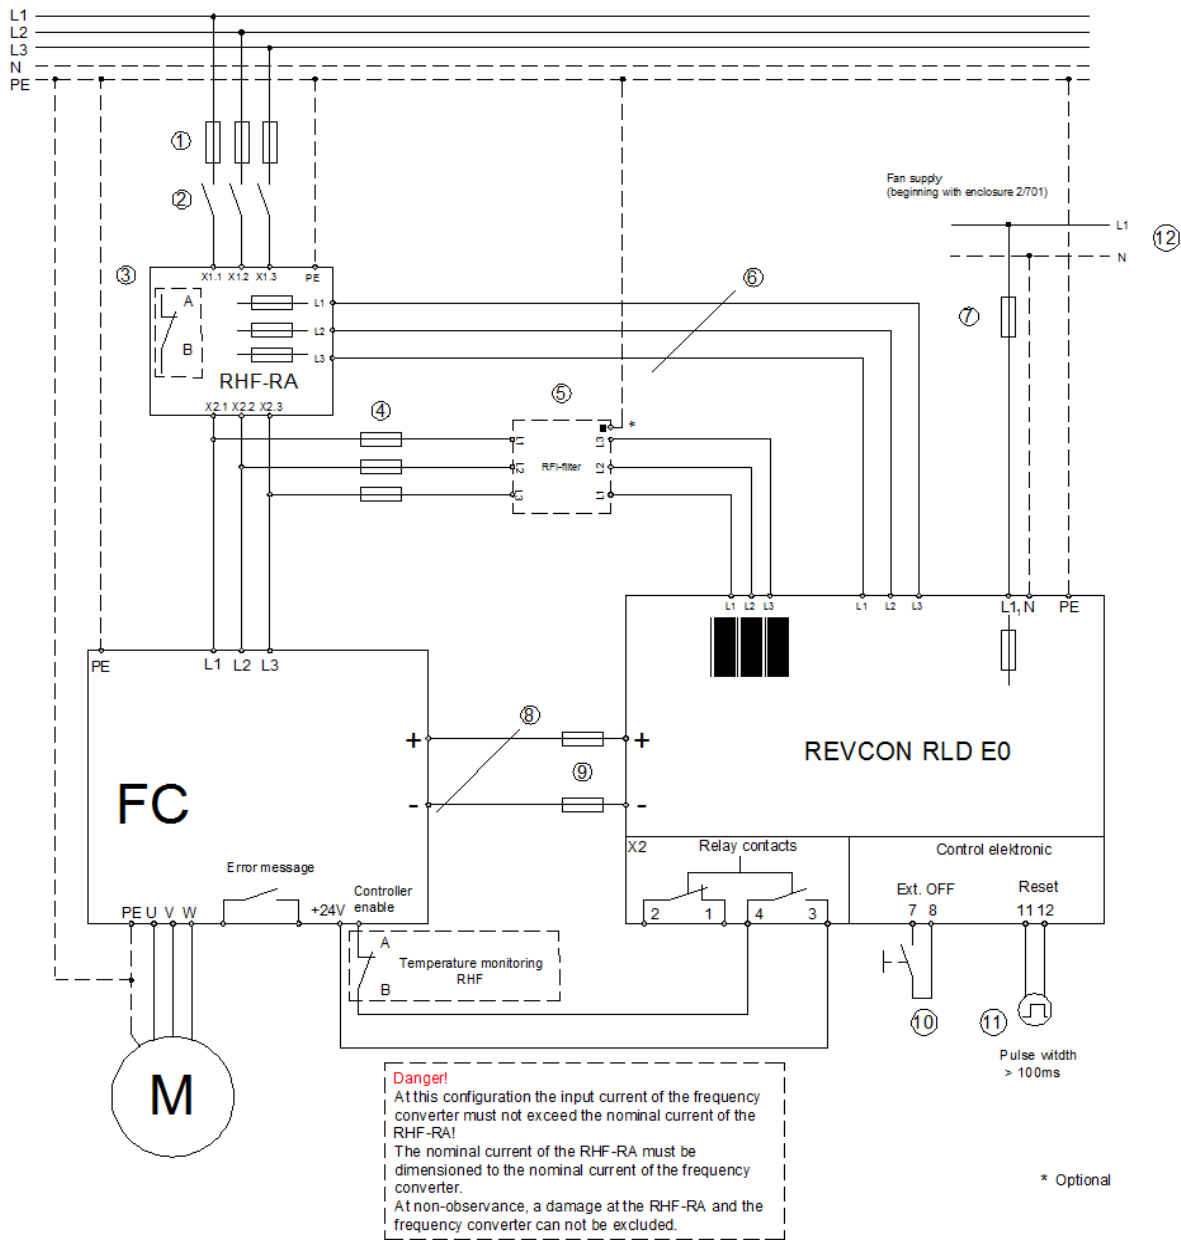 L1
L2
L3
N
PE
1
2
Fan supply
(beginning with enclosure 2/701)
L1
12
N
3
X1.1 X1.2 X1.3 PE
6
A
L1
7
L2
B
L3
RHF-RA
X2.1 X2.2 X2.3
4
5
*
L1 L3
L2 RFI-filter L2
L3 L1
L1 L2 L3 L1 L2 L3 L1, N PE
PE L1 L2 L3
8
+ +
REVCON RLD E0
9
FC
- -
X2 Relay contacts Control elektronic
Error message
Controller
enable
Ext. OFF Reset
PE U V W +24V
2 1 4 3 7 8 11 12
A
Temperature monitoring
RHF
B
10 11
Pulse witdth
> 100ms
M
Danger!
At this configuration the input current of the frequency
converter must not exceed the nominal current of the
RHF-RA!
The nominal current of the RHF-RA must be
dimensioned to the nominal current of the frequency
converter.
At non-observance, a damage at the RHF-RA and the
frequency converter can not be excluded.
* Optional